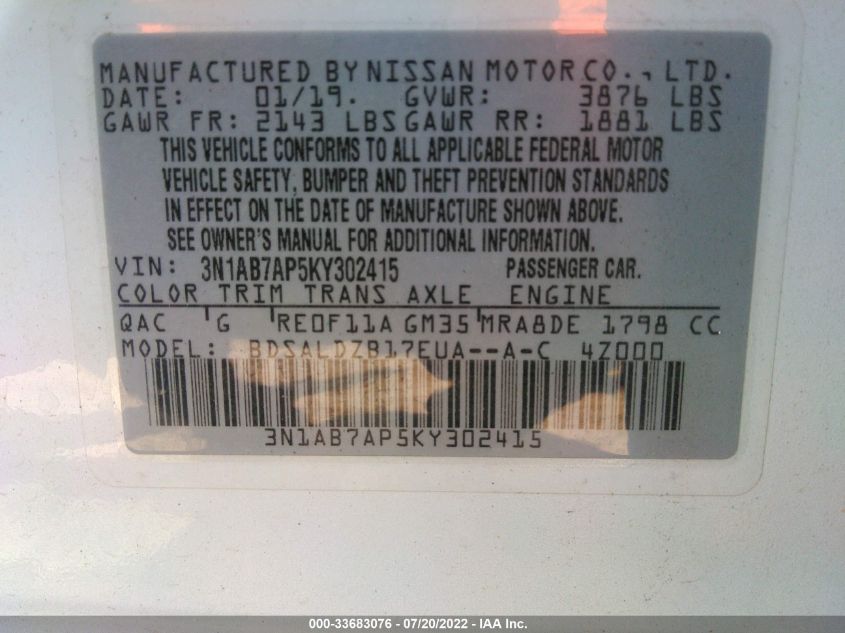 MANUFACTURED BY NISSAN MOTOR CO., LTD.
DATE: 01/19. GVWR: 3876 LBS
GAWR FR: 2143 LBS GAWR RR: 1881 LBS
THIS VEHICLE CONFORMS TO ALL APPLICABLE FEDERAL MOTOR
VEHICLE SAFETY, BUMPER AND THEFT PREVENTION STANDARDS
IN EFFECT ON THE DATE OF MANUFACTURE SHOWN ABOVE.
SEE OWNER'S MANUAL FOR ADDITIONAL INFORMATION.
VIN: 3N1AB7AP5KY302415 PASSENGER CAR.
COLOR TRIM TRANS AXLE ENGINE
QAC G RE0F11A GM35 MRA8DE 1798 CC
MODEL: BDSALDZB17EUA--A-C 4Z000
3N1AB7AP5KY302415
000-33683076 - 07/20/2022 - IAA Inc.